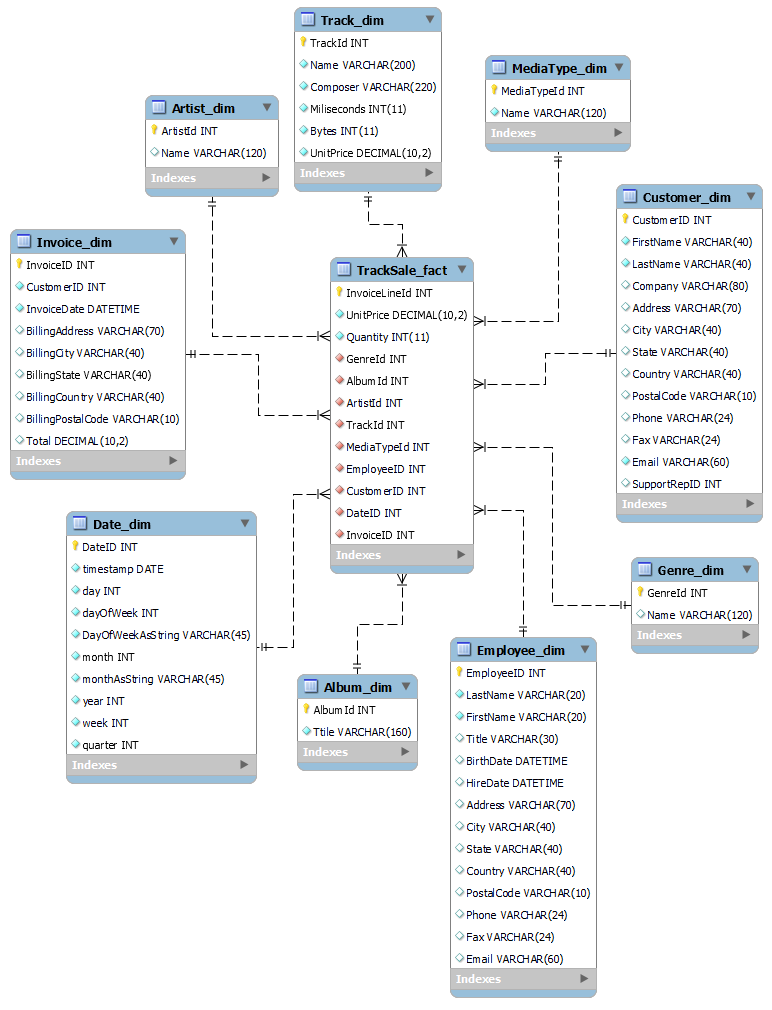 Track_dim
TrackId INT
Name VARCHAR(200)
Composer VARCHAR(220)
Miliseconds INT(11)
Bytes INT(11)
UnitPrice DECIMAL(10,2)
Indexes
MediaType_dim
MediaTypeId INT
Name VARCHAR(120)
Indexes
Artist_dim
ArtistId INT
Name VARCHAR(120)
Indexes
Customer_dim
CustomerID INT
FirstName VARCHAR(40)
LastName VARCHAR(40)
Company VARCHAR(80)
Address VARCHAR(70)
City VARCHAR(40)
State VARCHAR(40)
Country VARCHAR(40)
PostalCode VARCHAR(10)
Phone VARCHAR(24)
Fax VARCHAR(24)
Email VARCHAR(60)
SupportRepID INT
Indexes
Invoice_dim
InvoiceID INT
CustomerID INT
InvoiceDate DATETIME
BillingAddress VARCHAR(70)
BillingCity VARCHAR(40)
BillingState VARCHAR(40)
BillingCountry VARCHAR(40)
BillingPostalCode VARCHAR(10)
Total DECIMAL(10,2)
Indexes
TrackSale_fact
InvoiceLineId INT
UnitPrice DECIMAL(10,2)
Quantity INT(11)
GenreId INT
AlbumId INT
ArtistId INT
TrackId INT
MediaTypeId INT
EmployeeID INT
CustomerID INT
DateID INT
InvoiceID INT
Indexes
Date_dim
DateID INT
timestamp DATE
day INT
dayOfWeek INT
DayOfWeekAsString VARCHAR(45)
month INT
monthAsString VARCHAR(45)
year INT
week INT
quarter INT
Indexes
Genre_dim
GenreId INT
Name VARCHAR(120)
Indexes
Album_dim
AlbumId INT
Ttile VARCHAR(160)
Indexes
Employee_dim
EmployeeID INT
LastName VARCHAR(20)
FirstName VARCHAR(20)
Title VARCHAR(30)
BirthDate DATETIME
HireDate DATETIME
Address VARCHAR(70)
City VARCHAR(40)
State VARCHAR(40)
Country VARCHAR(40)
PostalCode VARCHAR(10)
Phone VARCHAR(24)
Fax VARCHAR(24)
Email VARCHAR(60)
Indexes